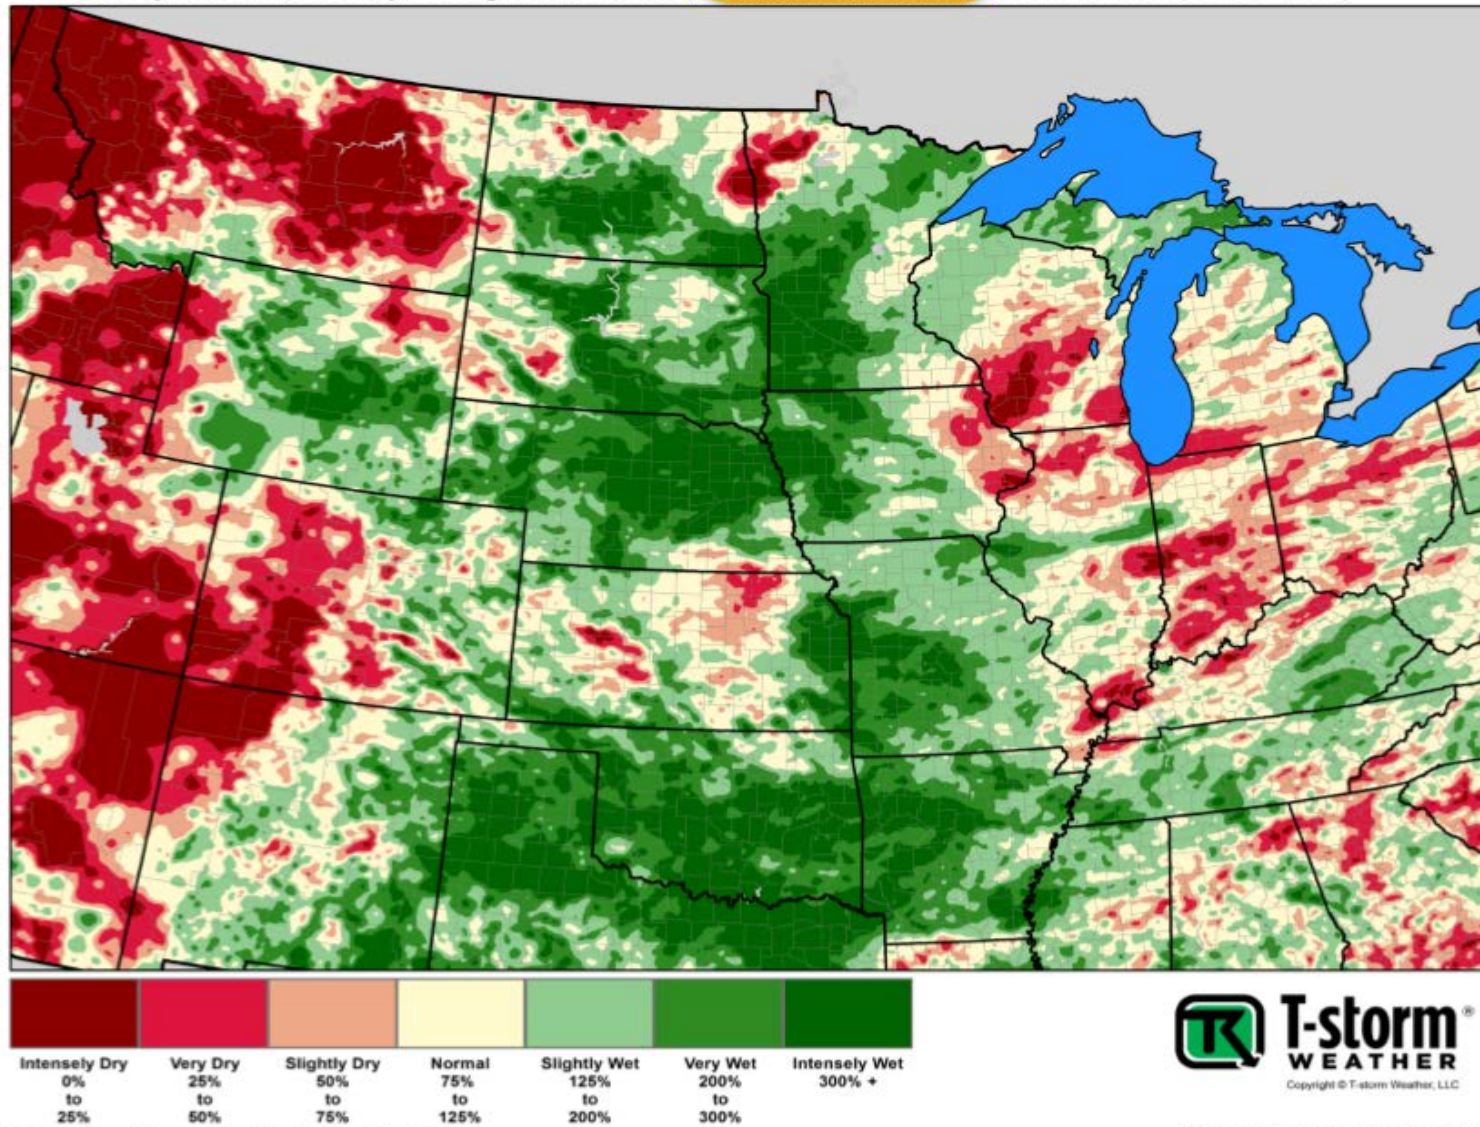 Intensely Dry
0%
to
25%
Very Dry
25%
to
50%
Slightly Dry
50%
to
75%
Normal
75%
to
125%
Slightly Wet
125%
to
200%
Very Wet
200%
to
300%
Intensely Wet
300% +
T-storm®
WEATHER
Copyright © T-storm Weather, LLC